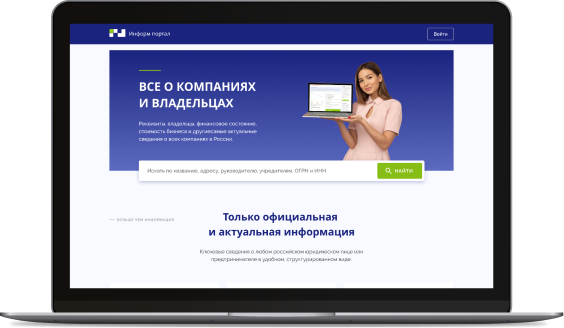 Информ портал
Войти
ВСЕ О КОМПАНИЯХ
И ВЛАДЕЛЬЦАХ
Реквизиты, владельцы, финансовое состояние,
стоимость бизнеса и другие самые актуальные
сведения о всех компаниях в России.
Искать по названию, адресу, руководителю, учредителям, ОГРН и ИНН
НАЙТИ
— БОЛЬШЕ ЧЕМ ИНФОРМАЦИЯ
Только официальная
и актуальная информация
Ключевые сведения о любом российском юридическом лице или
предпринимателе в удобном, структурированном виде.